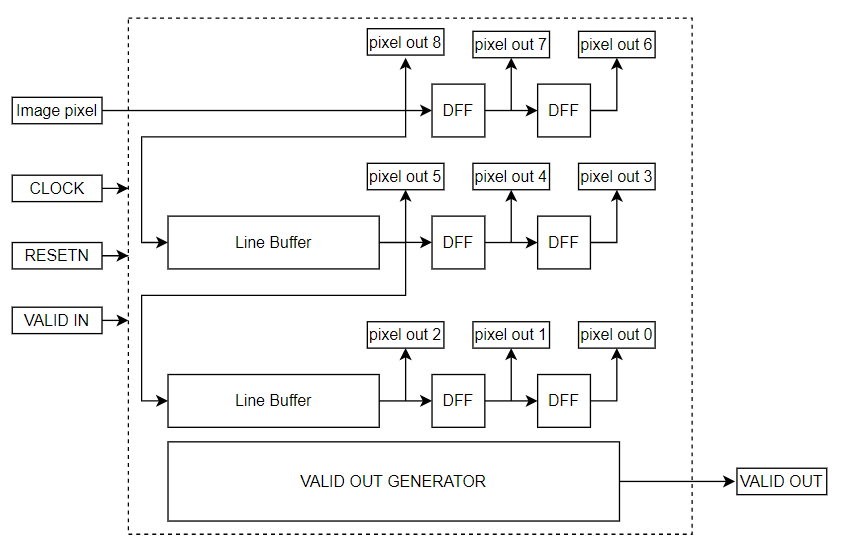 pixel out 8
pixel out 7
pixel out 6
Image pixel
DFF
DFF
pixel out 5
pixel out 4
pixel out 3
CLOCK
Line Buffer
DFF
DFF
RESETN
VALID IN
pixel out 2
pixel out 1
pixel out 0
Line Buffer
DFF
DFF
VALID OUT GENERATOR
VALID OUT